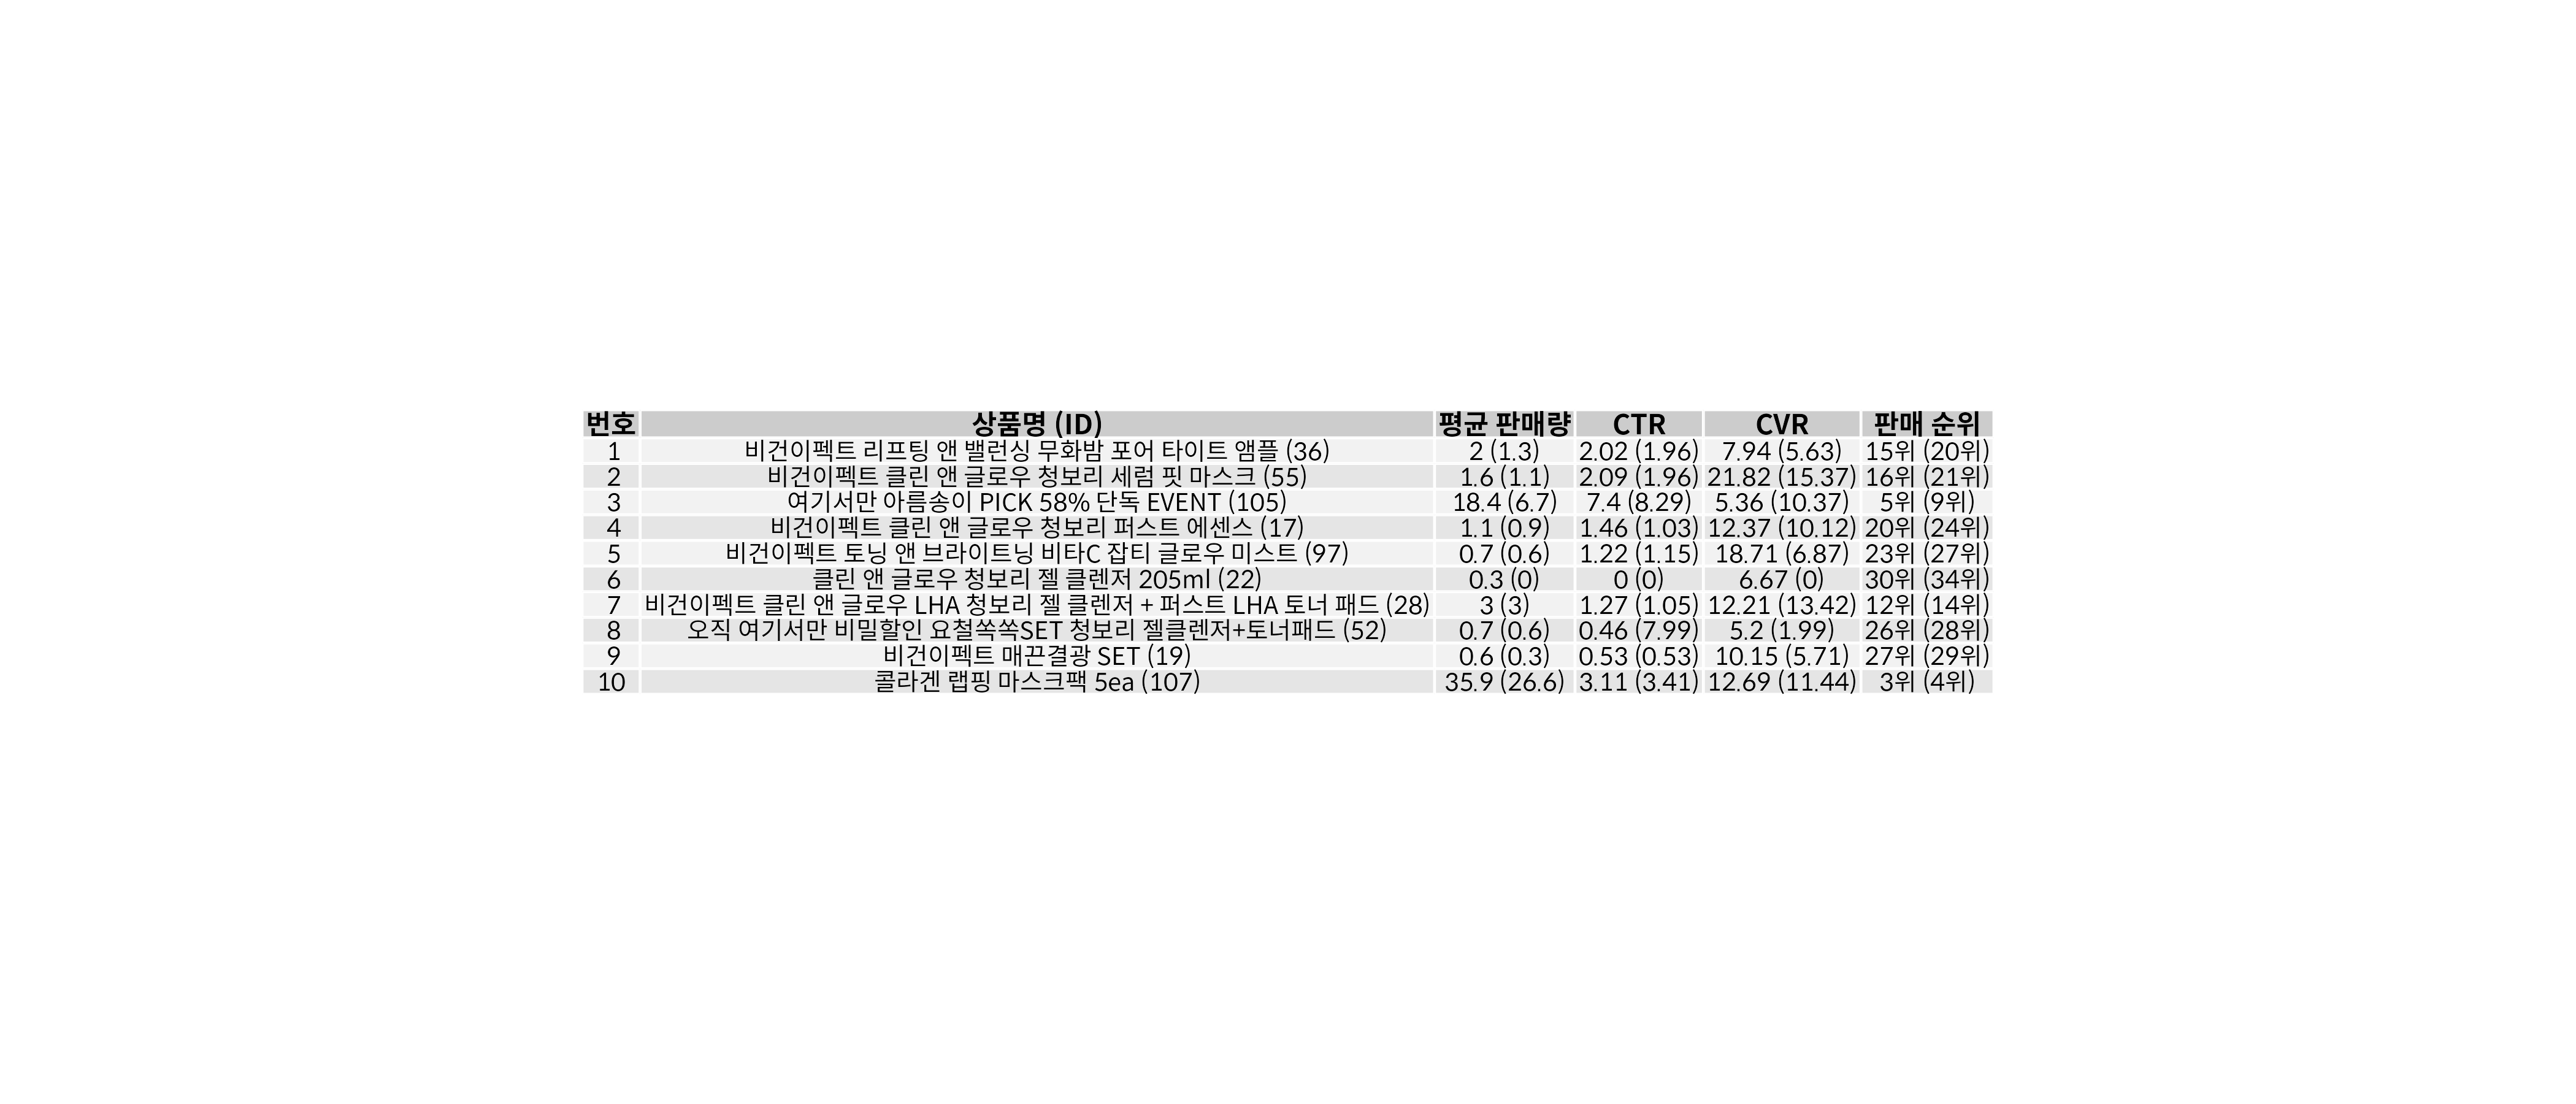 번호 상품명 (ID) 평균 판매량 CTR CVR 판매 순위
1 비건이펙트 리프팅 앤 밸런싱 무화밤 포어 타이트 앰플 (36) 2 (1.3) 2.02 (1.96) 7.94 (5.63) 15위 (20위)
2 비건이펙트 클린 앤 글로우 청보리 세럼 핏 마스크 (55) 1.6 (1.1) 2.09 (1.96) 21.82 (15.37) 16위 (21위)
3 여기서만 아름송이 PICK 58% 단독 EVENT (105) 18.4 (6.7) 7.4 (8.29) 5.36 (10.37) 5위 (9위)
4 비건이펙트 클린 앤 글로우 청보리 퍼스트 에센스 (17) 1.1 (0.9) 1.46 (1.03) 12.37 (10.12) 20위 (24위)
5 비건이펙트 토닝 앤 브라이트닝 비타C 잡티 글로우 미스트 (97) 0.7 (0.6) 1.22 (1.15) 18.71 (6.87) 23위 (27위)
6 클린 앤 글로우 청보리 젤 클렌저 205ml (22) 0.3 (0) 0 (0) 6.67 (0) 30위 (34위)
7 비건이펙트 클린 앤 글로우 LHA 청보리 젤 클렌저 + 퍼스트 LHA 토너 패드 (28) 3 (3) 1.27 (1.05) 12.21 (13.42) 12위 (14위)
8 오직 여기서만 비밀할인 요철쏙쏙SET 청보리 젤클렌저+토너패드 (52) 0.7 (0.6) 0.46 (7.99) 5.2 (1.99) 26위 (28위)
9 비건이펙트 매끈결광 SET (19) 0.6 (0.3) 0.53 (0.53) 10.15 (5.71) 27위 (29위)
10 콜라겐 랩핑 마스크팩 5ea (107) 35.9 (26.6) 3.11 (3.41) 12.69 (11.44) 3위 (4위)